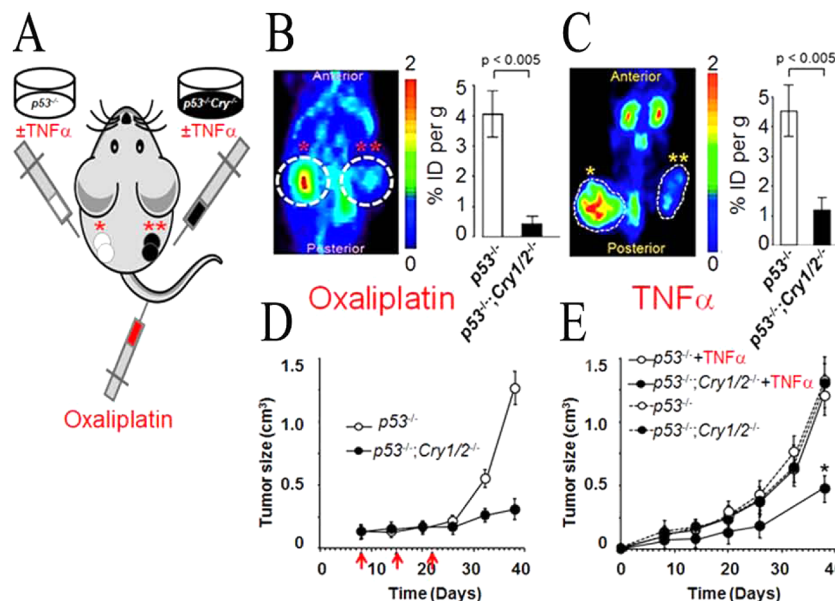 A
p53-/-
p53-/-Cry-/-
±TNFα
±TNFα
*
**
Oxaliplatin
B
Anterior
*
**
Posterior
2
0
Oxaliplatin
p < 0.005
% ID per g
5
4
3
2
1
0
p53-/-
p53-/-;Cry1/2-/-
C
Anterior
*
**
Posterior
2
0
TNFα
p < 0.005
% ID per g
5
4
3
2
1
0
p53-/-
p53-/-;Cry1/2-/-
D
Tumor size (cm3)
1.5
1.0
0.5
0
p53-/-
p53-/-;Cry1/2-/-
0
10
20
30
40
Time (Days)
E
Tumor size (cm3)
1.5
1.0
0.5
0
p53-/-+TNFα
p53-/-;Cry1/2-/-+TNFα
p53-/-
p53-/-;Cry1/2-/-
*
0
10
20
30
40
Time (Days)